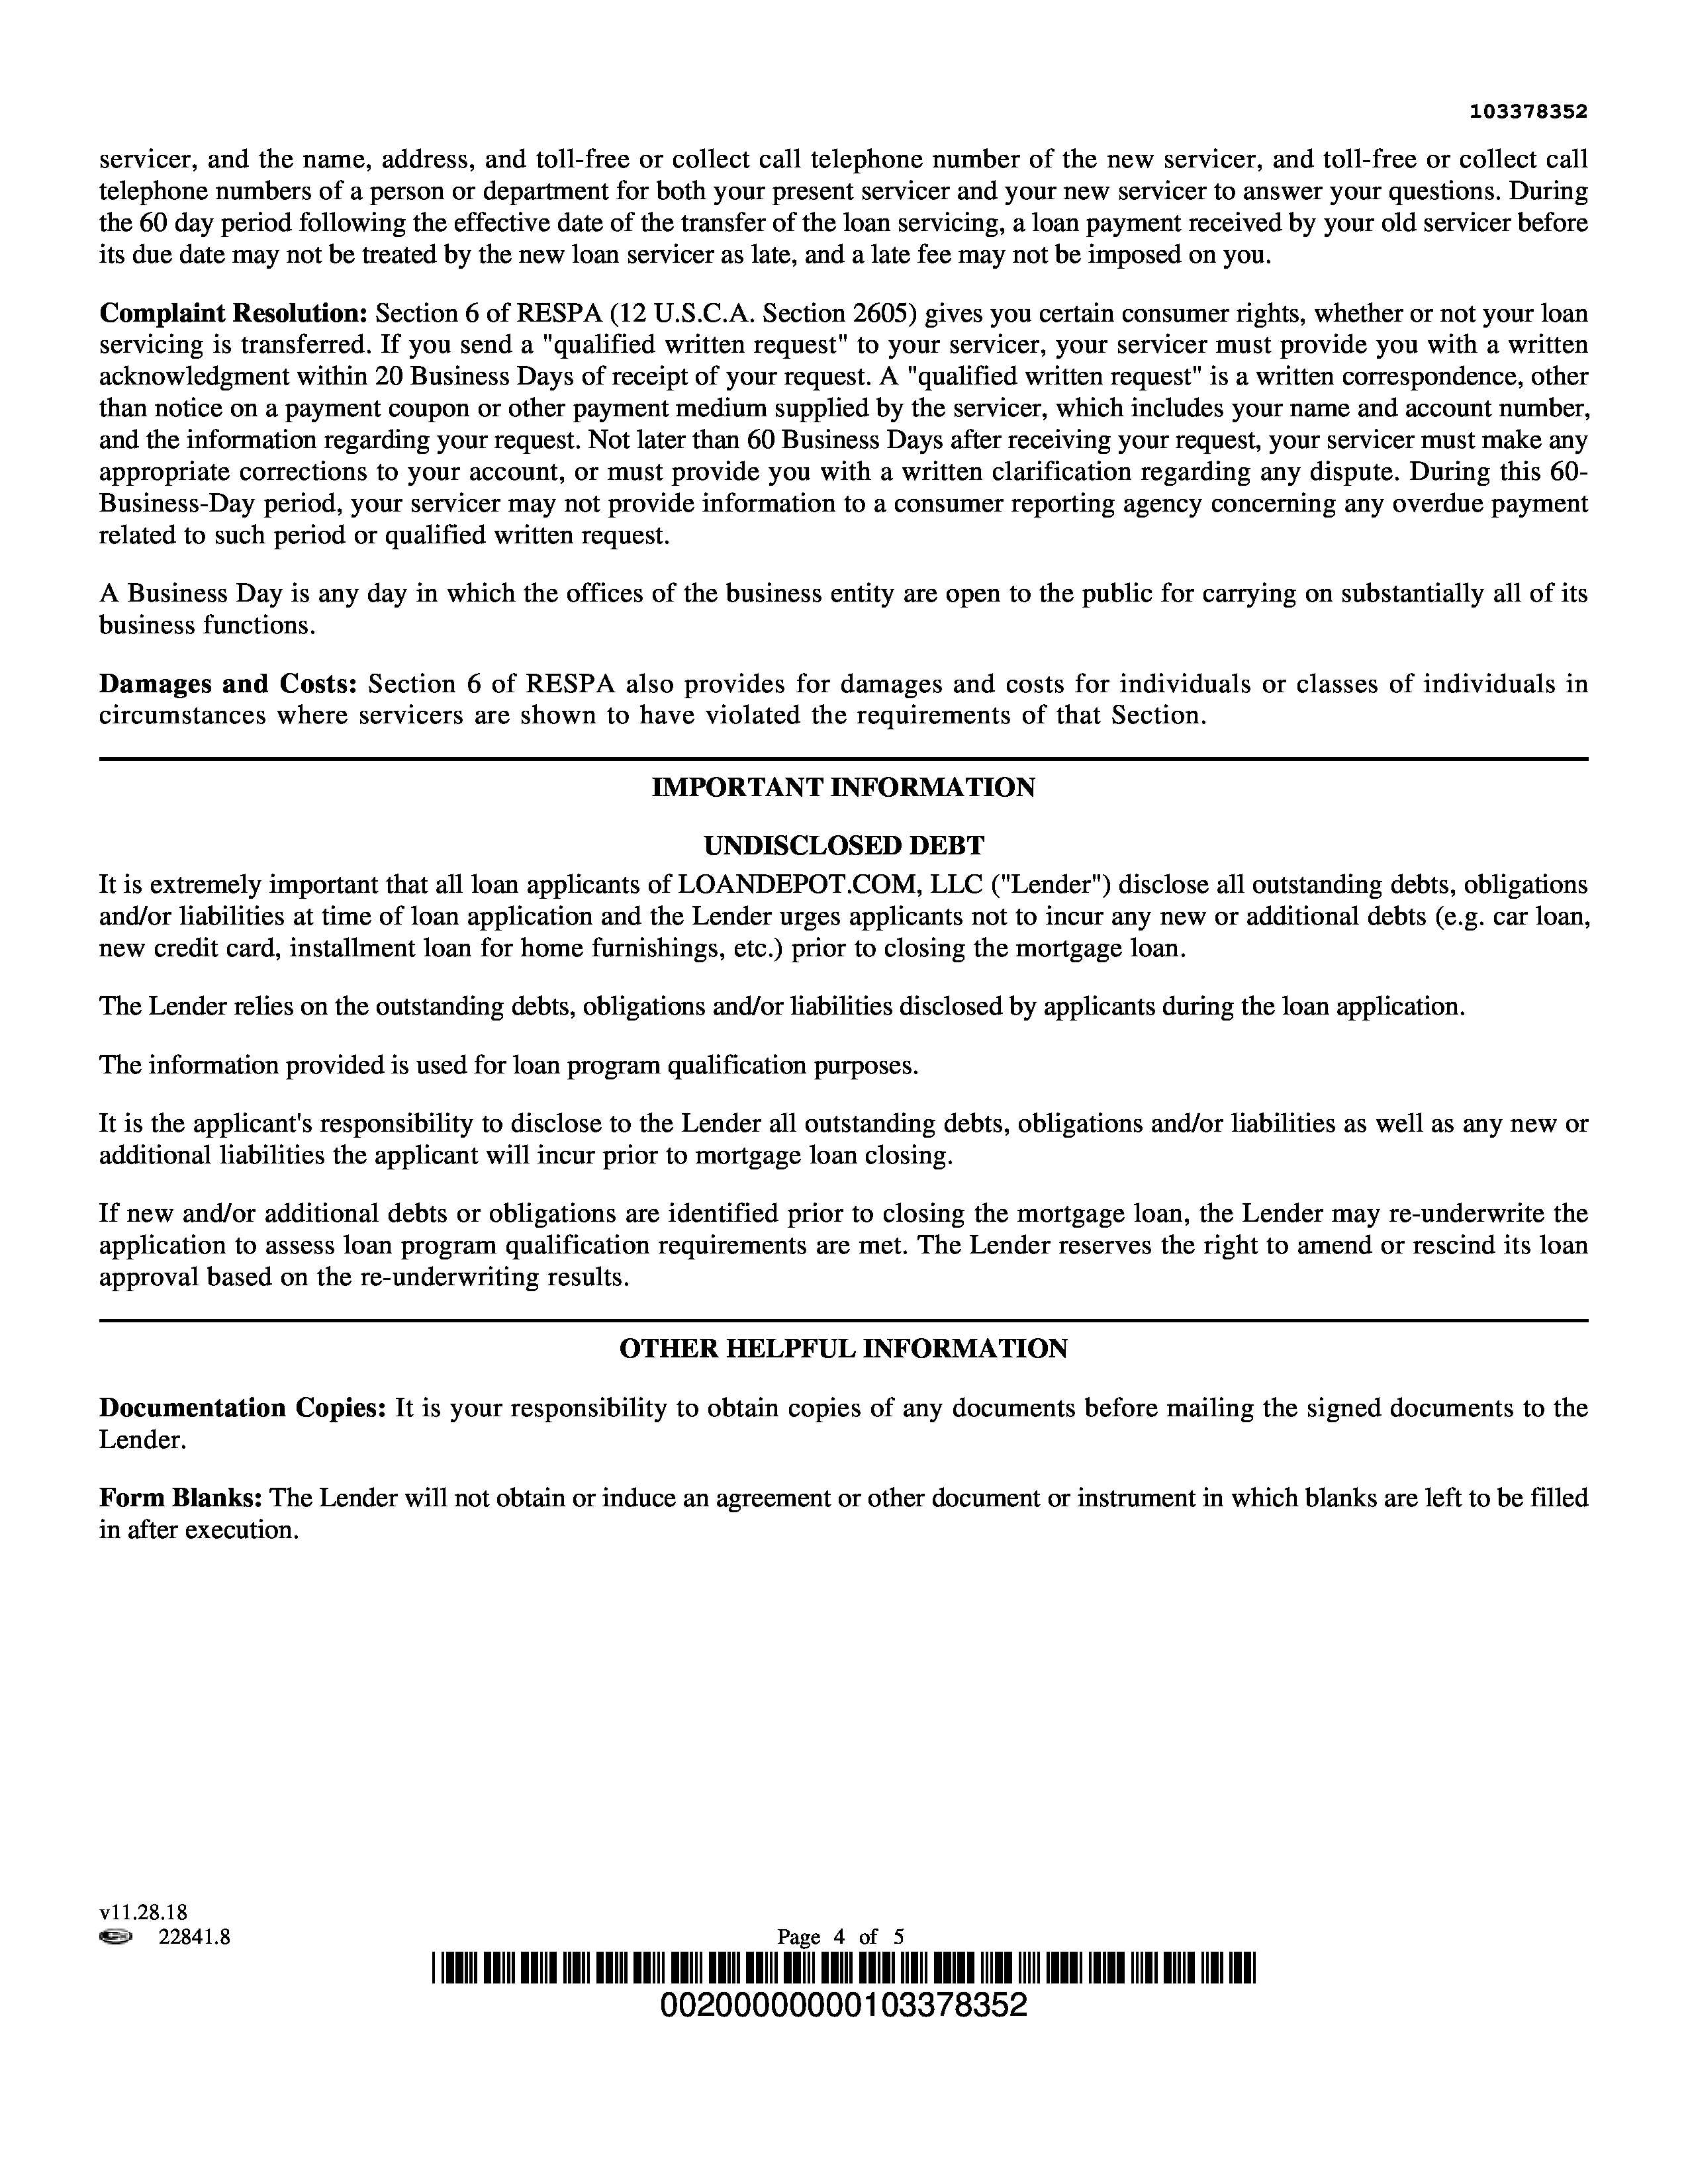 103378352
servicer, and the name, address, and toll-free or collect call telephone number of the new servicer, and toll-free or collect call
telephone numbers of a person or department for both your present servicer and your new servicer to answer your questions. During
the 60 day period following the effective date of the transfer of the loan servicing, a loan payment received by your old servicer before
its due date may not be treated by the new loan servicer as late, and a late fee may not be imposed on you.
Complaint Resolution: Section 6 of RESPA (12 U.S.C.A. Section 2605) gives you certain consumer rights, whether or not your loan
servicing is transferred. If you send a "qualified written request" to your servicer, your servicer must provide you with a written
acknowledgment within 20 Business Days of receipt of your request. A "qualified written request" is a written correspondence, other
than notice on a payment coupon or other payment medium supplied by the servicer, which includes your name and account number,
and the information regarding your request. Not later than 60 Business Days after receiving your request, your servicer must make any
appropriate corrections to your account, or must provide you with a written clarification regarding any dispute. During this 60-
Business-Day period, your servicer may not provide information to a consumer reporting agency concerning any overdue payment
related to such period or qualified written request.
A Business Day is any day in which the offices of the business entity are open to the public for carrying on substantially all of its
business functions.
Damages and Costs: Section 6 of RESPA also provides for damages and costs for individuals or classes of individuals in
circumstances where servicers are shown to have violated the requirements of that Section.
IMPORTANT INFORMATION
UNDISCLOSED DEBT
It is extremely important that all loan applicants of LOANDEPOT.COM, LLC ("Lender") disclose all outstanding debts, obligations
and/or liabilities at time of loan application and the Lender urges applicants not to incur any new or additional debts (e.g. car loan,
new credit card, installment loan for home furnishings, etc.) prior to closing the mortgage loan.
The Lender relies on the outstanding debts, obligations and/or liabilities disclosed by applicants during the loan application.
The information provided is used for loan program qualification purposes.
It is the applicant's responsibility to disclose to the Lender all outstanding debts, obligations and/or liabilities as well as any new or
additional liabilities the applicant will incur prior to mortgage loan closing.
If new and/or additional debts or obligations are identified prior to closing the mortgage loan, the Lender may re-underwrite the
application to assess loan program qualification requirements are met. The Lender reserves the right to amend or rescind its loan
approval based on the re-underwriting results.
OTHER HELPFUL INFORMATION
Documentation Copies: It is your responsibility to obtain copies of any documents before mailing the signed documents to the
Lender.
Form Blanks: The Lender will not obtain or induce an agreement or other document or instrument in which blanks are left to be filled
in after execution.
v11.28.18
22841.8
Page 4 of 5
00200000000103378352